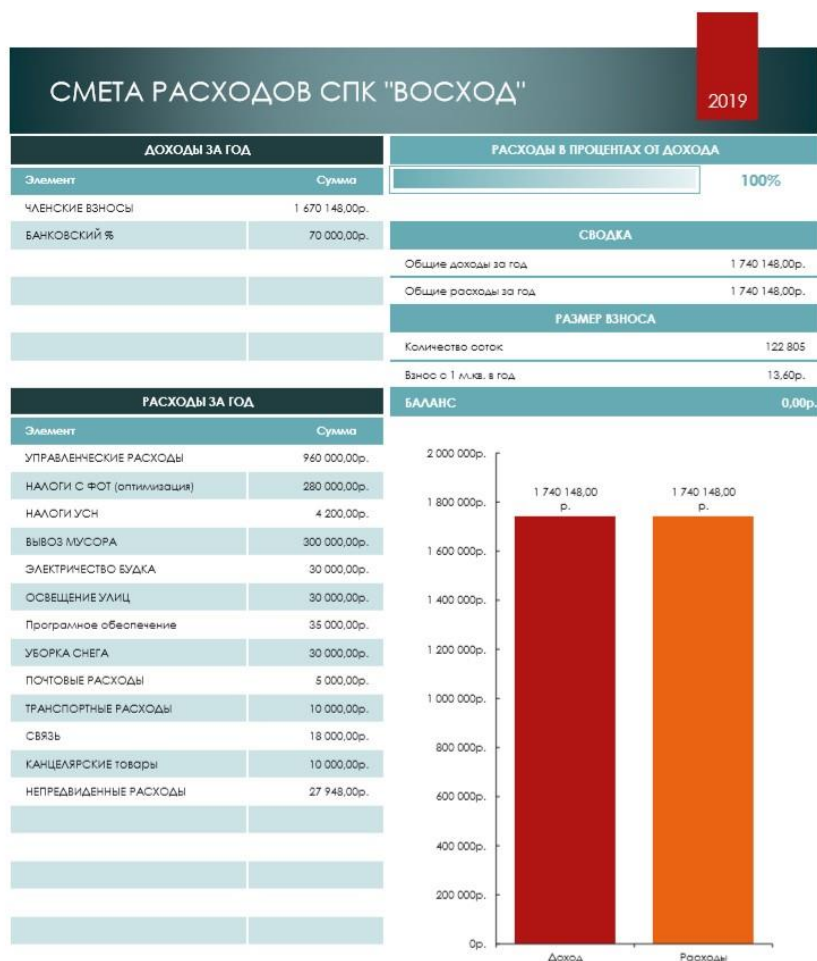 СМЕТА РАСХОДОВ СПК "ВОСХОД"
2019
ДОХОДЫ ЗА ГОД
Элемент Сумма
ЧЛЕНСКИЕ ВЗНОСЫ 1 670 148,00р.
БАНКОВСКИЙ % 70 000,00р.
РАСХОДЫ В ПРОЦЕНТАХ ОТ ДОХОДА
100%
СВОДКА
Общие доходы за год 1 740 148,00р.
Общие расходы за год 1 740 148,00р.
РАЗМЕР ВЗНОСА
Количество соток 122 805
Взнос с 1 м.кв. в год 13,60р.
БАЛАНС 0,00р.
РАСХОДЫ ЗА ГОД
Элемент Сумма
УПРАВЛЕНЧЕСКИЕ РАСХОДЫ 960 000,00р.
НАЛОГИ С ФОТ (оптимизация) 280 000,00р.
НАЛОГИ УСН 4 200,00р.
ВЫВОЗ МУСОРА 300 000,00р.
ЭЛЕКТРИЧЕСТВО БУДКА 30 000,00р.
ОСВЕЩЕНИЕ УЛИЦ 30 000,00р.
Програмное обеспечение 35 000,00р.
УБОРКА СНЕГА 30 000,00р.
ПОЧТОВЫЕ РАСХОДЫ 5 000,00р.
ТРАНСПОРТНЫЕ РАСХОДЫ 10 000,00р.
СВЯЗЬ 18 000,00р.
КАНЦЕЛЯРСКИЕ товары 10 000,00р.
НЕПРЕДВИДЕННЫЕ РАСХОДЫ 27 948,00р.
2 000 000р.
1 800 000р.
1 600 000р.
1 400 000р.
1 200 000р.
1 000 000р.
800 000р.
600 000р.
400 000р.
200 000р.
0р.
1 740 148,00
р.
1 740 148,00
р.
Доход Расходы